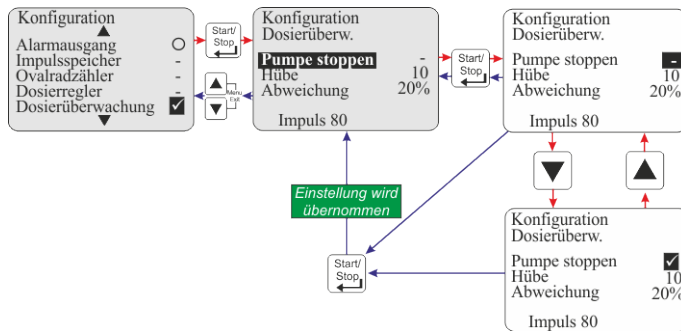 Konfiguration
Alarmausgang
Impulsspeicher -
Ovalradzähler -
Dosierregler -
Dosierüberwachung ✓
Start/
Stop
Menu
Exit
Konfiguration
Dosierüberw.
Pumpe stoppen -
Hübe 10
Abweichung 20%
Impuls 80
Start/
Stop
Konfiguration
Dosierüberw.
Pumpe stoppen -
Hübe 10
Abweichung 20%
Impuls 80
Einstellung wird
übernommen
Start/
Stop
Konfiguration
Dosierüberw.
Pumpe stoppen ✓
Hübe 10
Abweichung 20%
Impuls 80